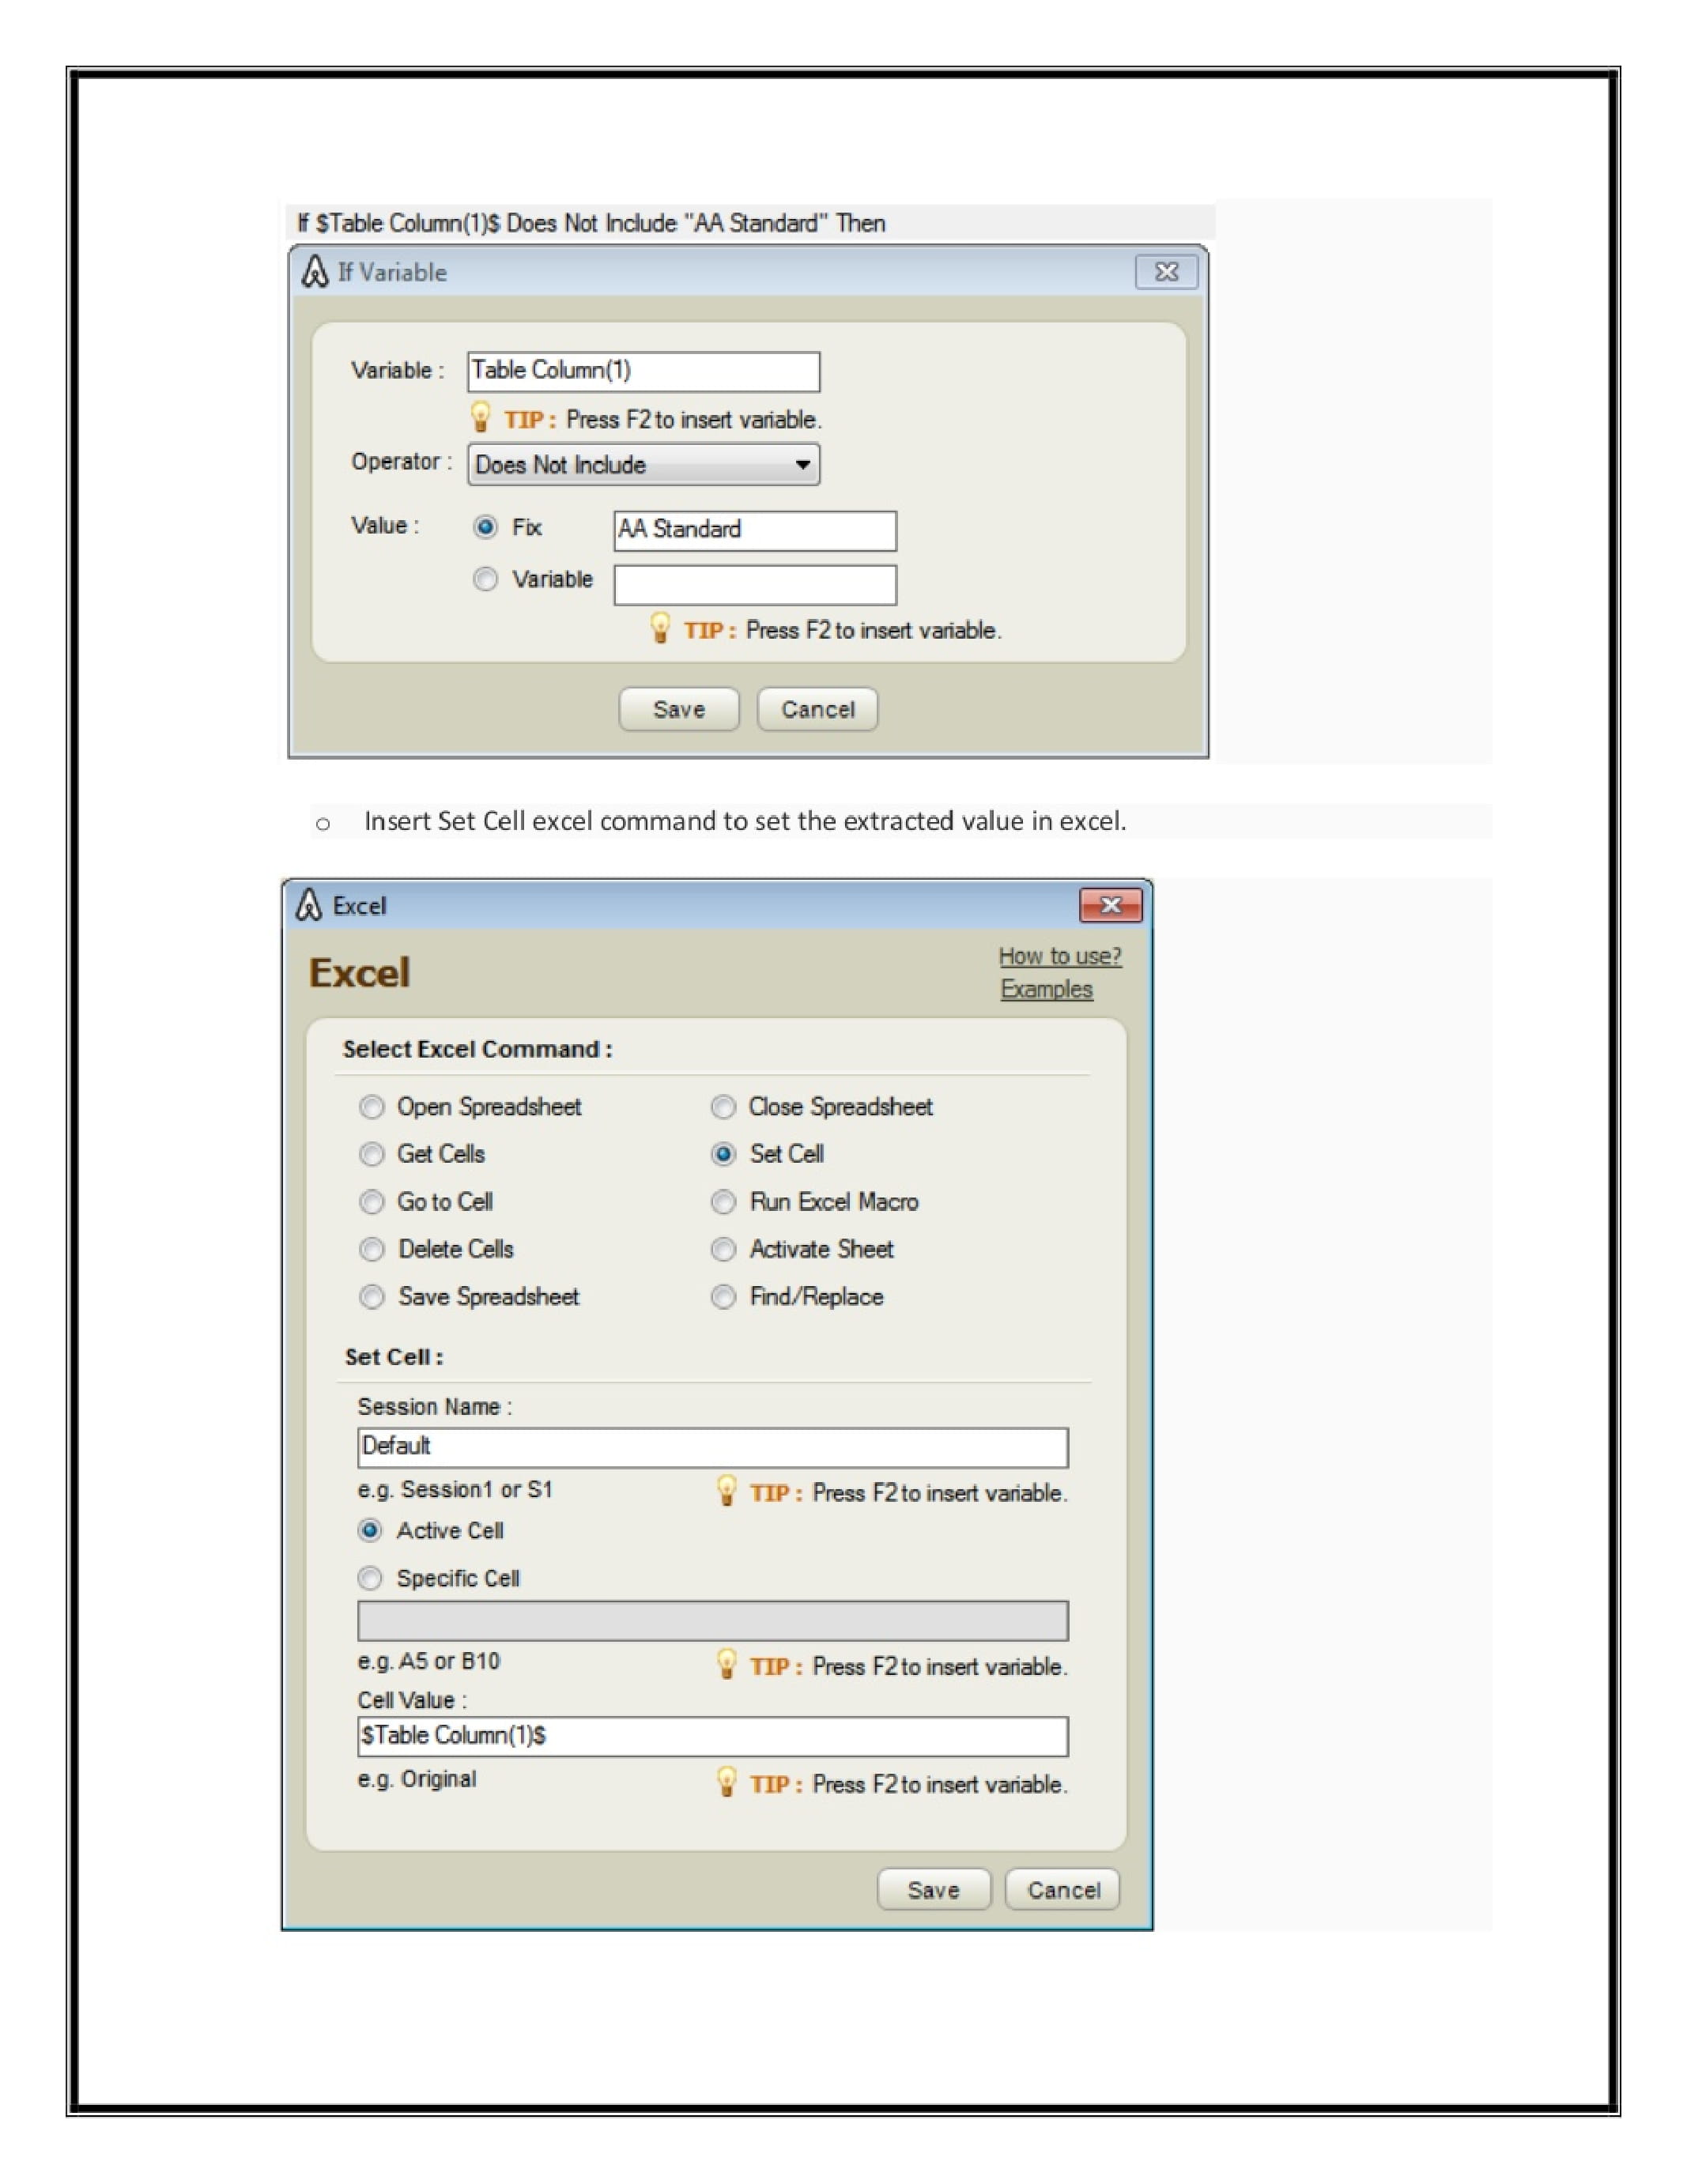 If $Table Column(1)$ Does Not Include "AA Standard" Then
If Variable
Variable : Table Column(1)
TIP : Press F2 to insert variable.
Operator : Does Not Include
Value : Fix AA Standard
Variable
TIP : Press F2 to insert variable.
Save Cancel
o Insert Set Cell excel command to set the extracted value in excel.
Excel
Excel
How to use?
Examples
Select Excel Command :
Open Spreadsheet Close Spreadsheet
Get Cells Set Cell
Go to Cell Run Excel Macro
Delete Cells Activate Sheet
Save Spreadsheet Find/Replace
Set Cell :
Session Name :
Default
e.g. Session1 or S1 TIP : Press F2 to insert variable.
Active Cell
Specific Cell
e.g. A5 or B10 TIP : Press F2 to insert variable.
Cell Value :
$Table Column(1)$
e.g. Original TIP : Press F2 to insert variable.
Save Cancel